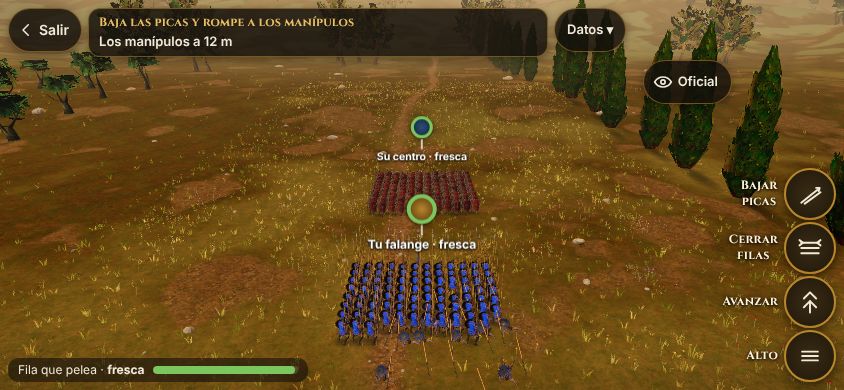 Salir
Baja las picas y rompe a los manípulos
Los manípulos a 12 m
Datos ▾
Oficial
Su centro · fresca
Tu falange · fresca
Bajar
picas
Cerrar
filas
Avanzar
Alto
Fila que pelea · fresca